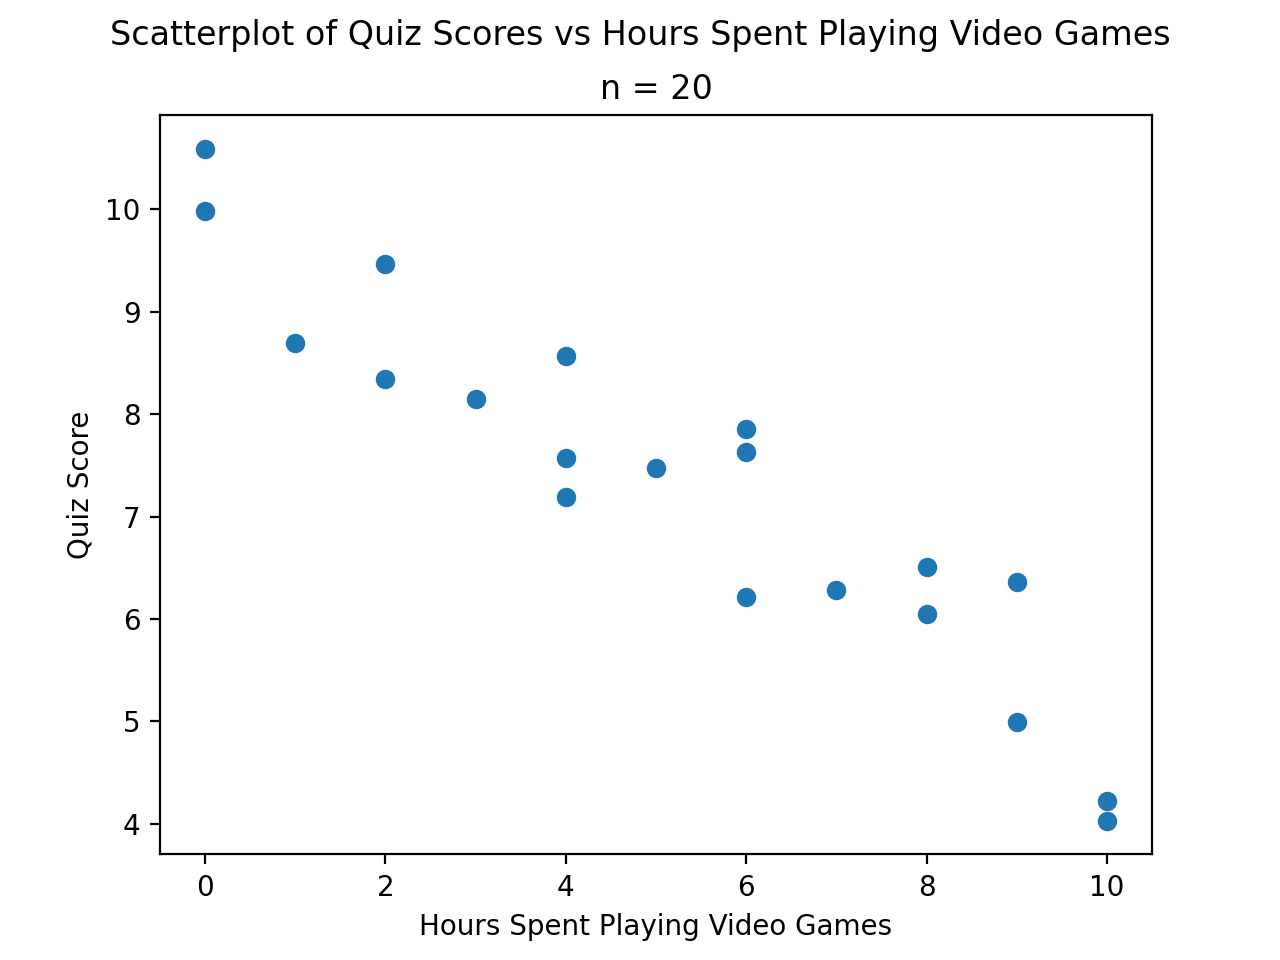 Scatterplot of Quiz Scores vs Hours Spent Playing Video Games
n = 20
Quiz Score
10
9
8
7
6
5
4
0 2 4 6 8 10
Hours Spent Playing Video Games